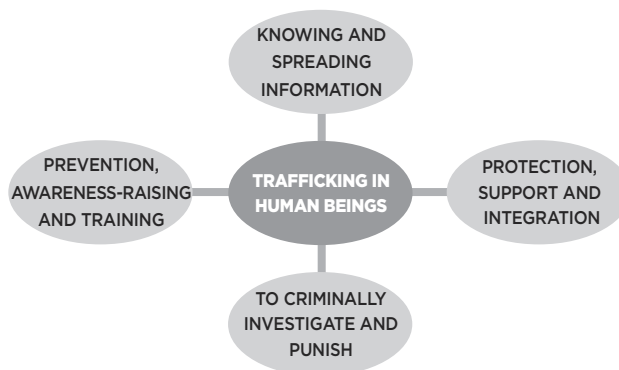 KNOWING AND
SPREADING
INFORMATION
PREVENTION,
AWARENESS-RAISING
AND TRAINING
TRAFFICKING IN
HUMAN BEINGS
PROTECTION,
SUPPORT AND
INTEGRATION
TO CRIMINALLY
INVESTIGATE AND
PUNISH